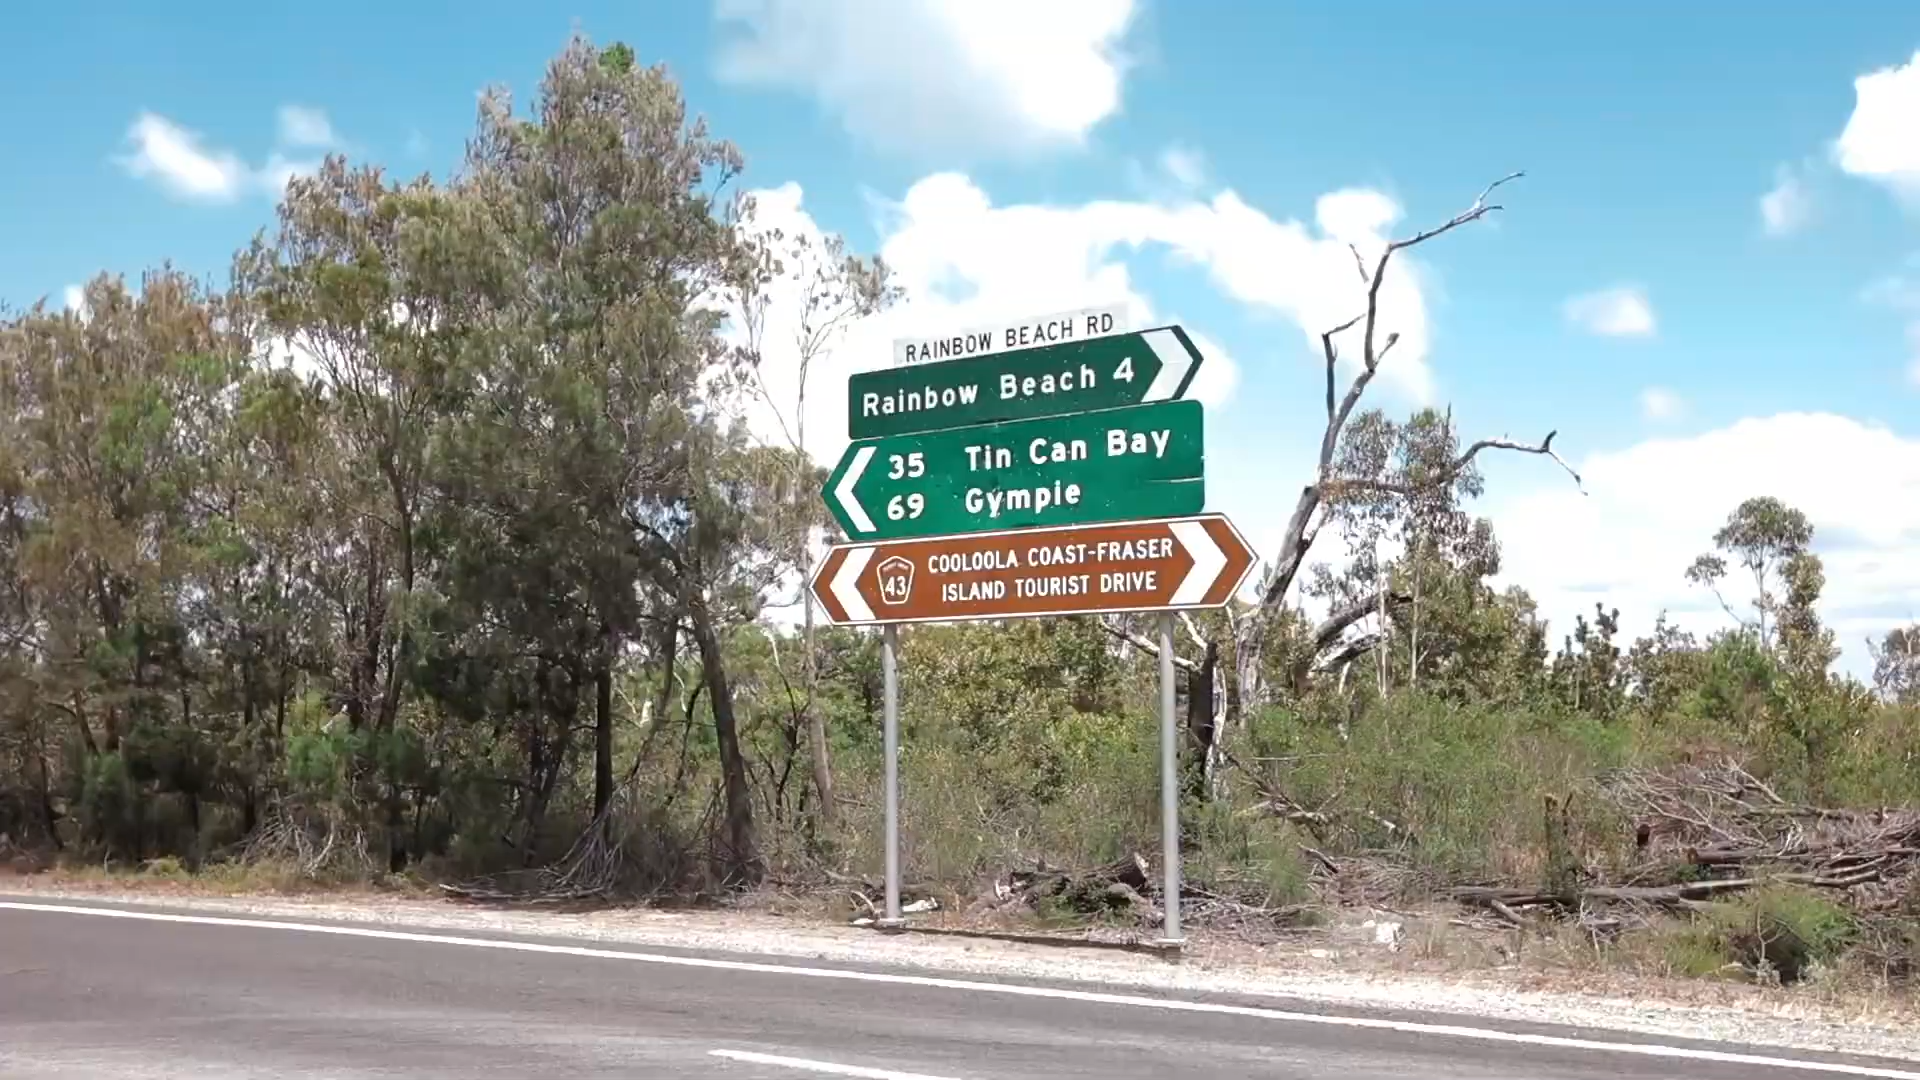 RAINBOW BEACH RD
Rainbow Beach 4
35 Tin Can Bay
69 Gympie
43
COOLOOLA COAST-FRASER
ISLAND TOURIST DRIVE